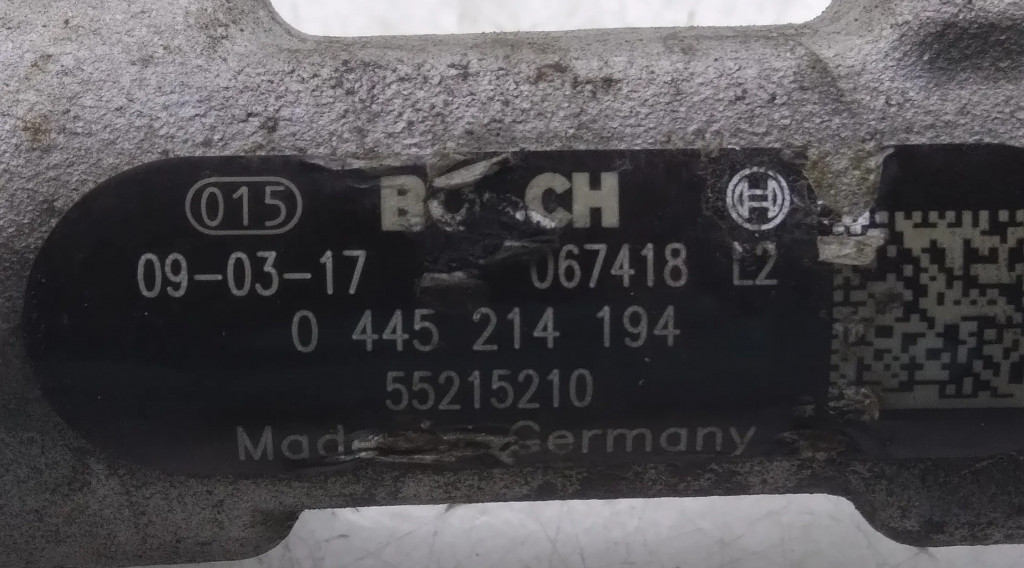 015 BOSCH
09-03-17 067418 L2
0 445 214 194
55215210
Made Germany